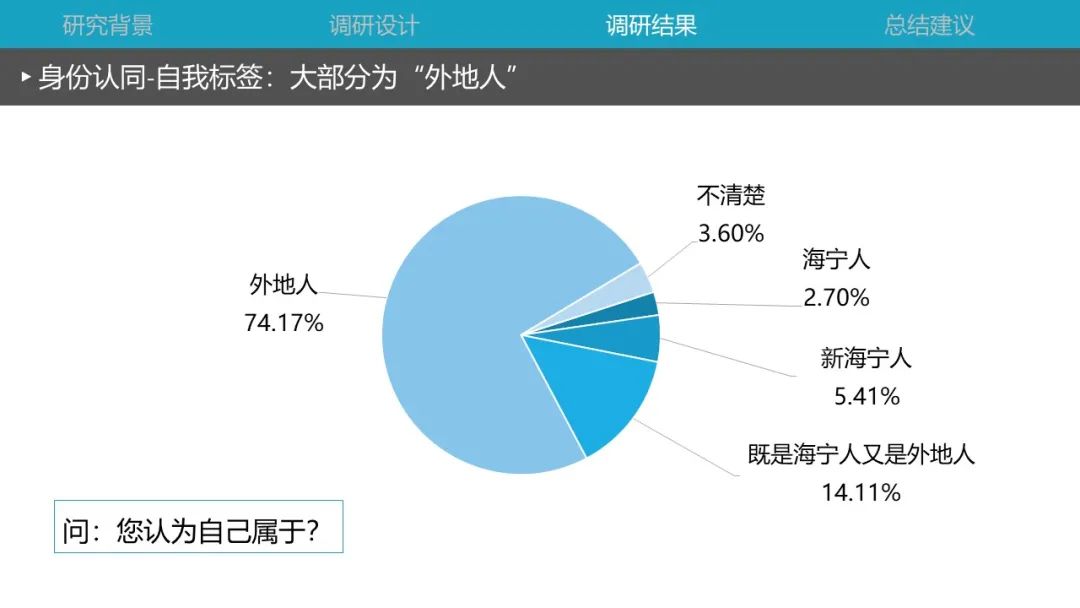 研究背景
调研设计
调研结果
总结建议
▸身份认同-自我标签：大部分为“外地人”
不清楚
3.60%
海宁人
2.70%
外地人
74.17%
新海宁人
5.41%
既是海宁人又是外地人
14.11%
问：您认为自己属于？